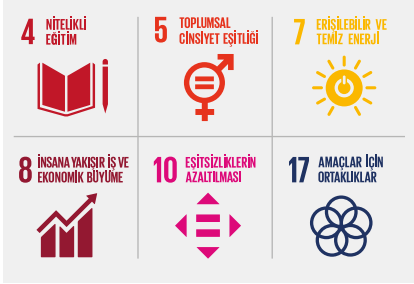 4 NİTELİKLİ
EĞİTİM
5 TOPLUMSAL
CİNSİYET EŞİTLİĞİ
7 ERİŞİLEBİLİR VE
TEMİZ ENERJİ
8 İNSANA YAKIŞIR İŞ VE
EKONOMİK BÜYÜME
10 EŞİTSİZLİKLERİN
AZALTILMASI
17 AMAÇLAR İÇİN
ORTAKLIKLAR